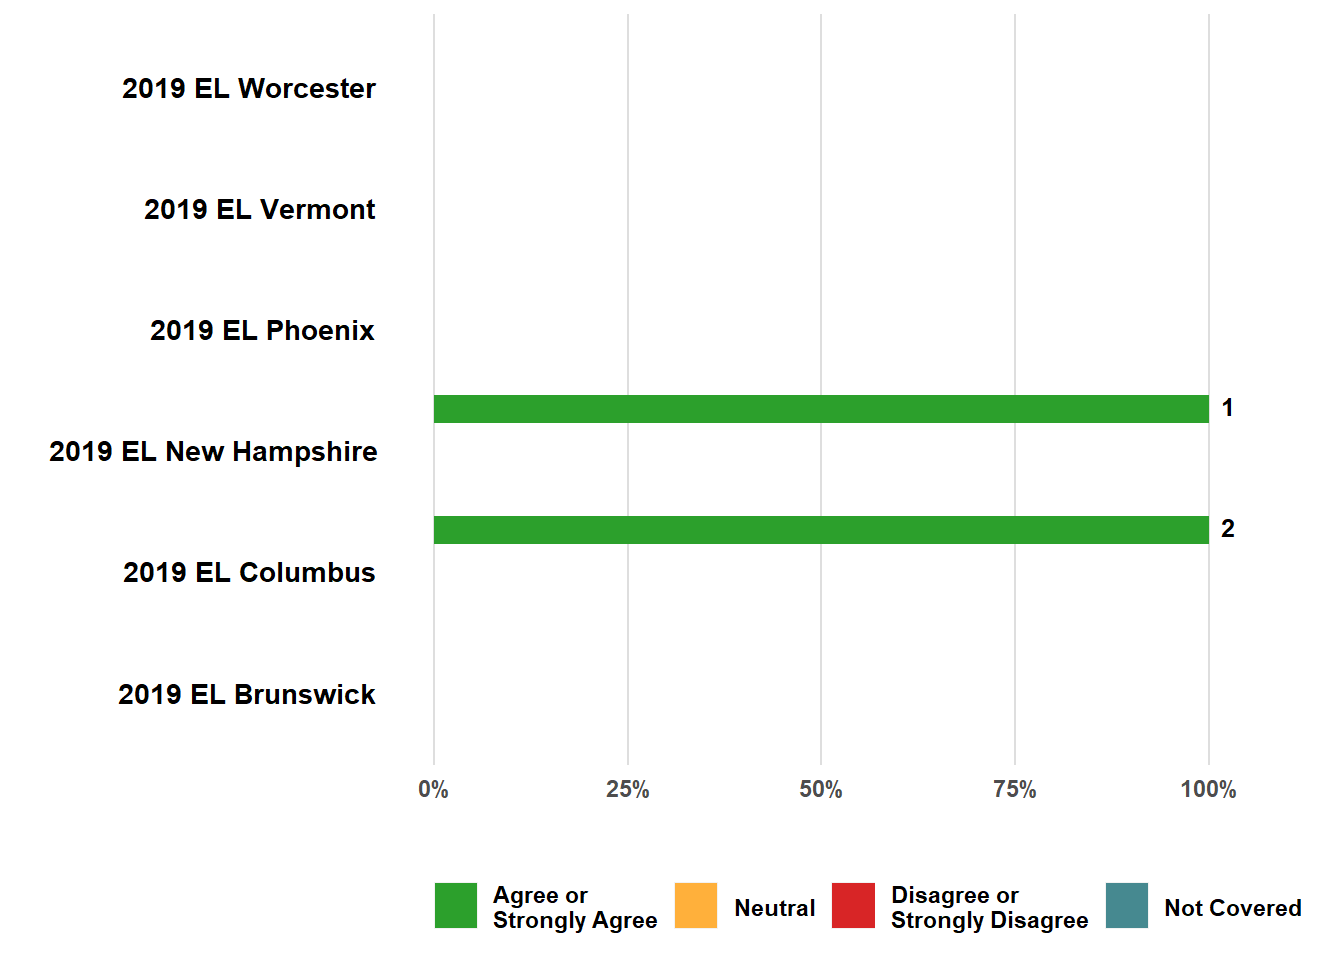 2019 EL Worcester
2019 EL Vermont
2019 EL Phoenix
1
2019 EL New Hampshire
2
2019 EL Columbus
2019 EL Brunswick
0% 25% 50% 75% 100%
Agree or
Strongly Agree
Neutral
Disagree or
Strongly Disagree
Not Covered